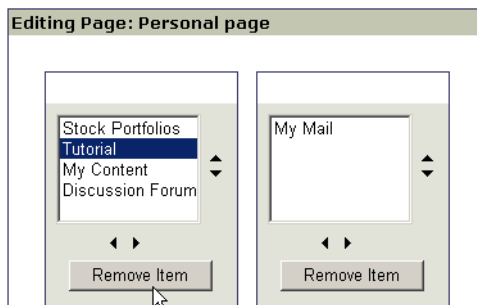 Editing Page: Personal page
Stock Portfolios
Tutorial
My Content
Discussion Forum
Remove Item
My Mail
Remove Item